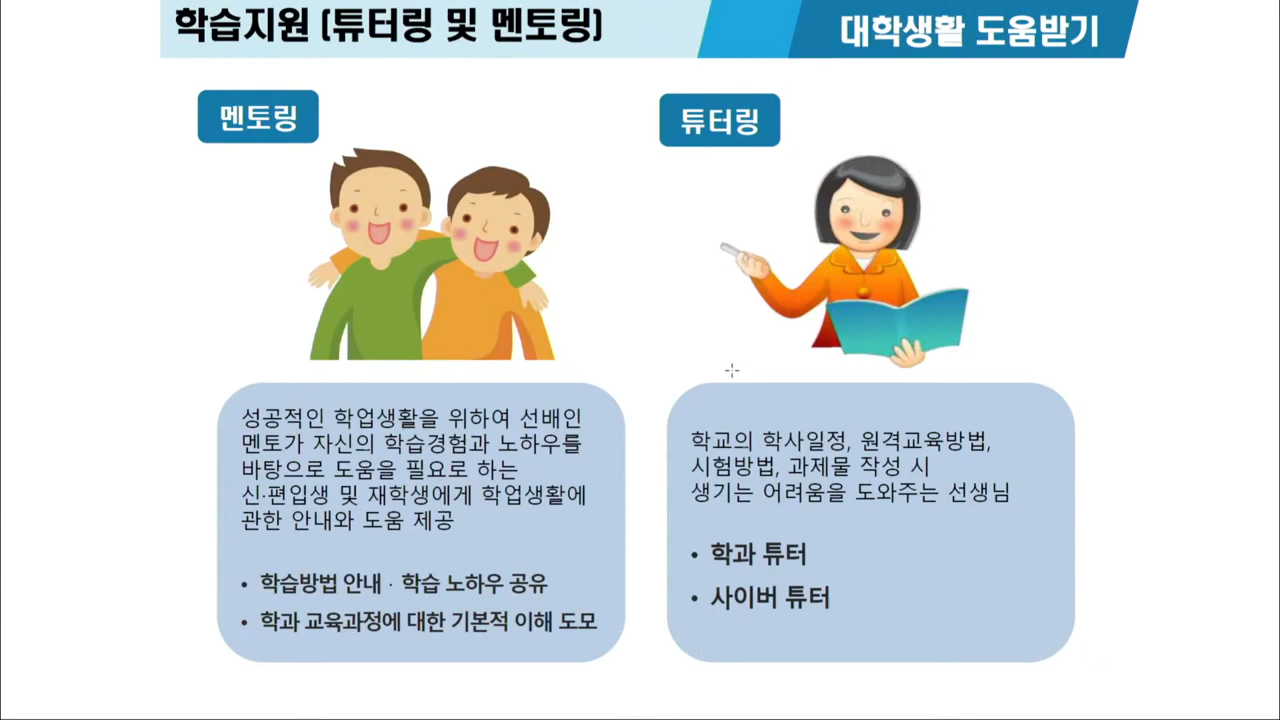 학습지원 (튜터링 및 멘토링)
대학생활 도움받기
멘토링
성공적인 학업생활을 위하여 선배인
멘토가 자신의 학습경험과 노하우를
바탕으로 도움을 필요로 하는
신·편입생 및 재학생에게 학업생활에
관한 안내와 도움 제공
• 학습방법 안내 · 학습 노하우 공유
• 학과 교육과정에 대한 기본적 이해 도모
튜터링
학교의 학사일정, 원격교육방법,
시험방법, 과제물 작성 시
생기는 어려움을 도와주는 선생님
• 학과 튜터
• 사이버 튜터